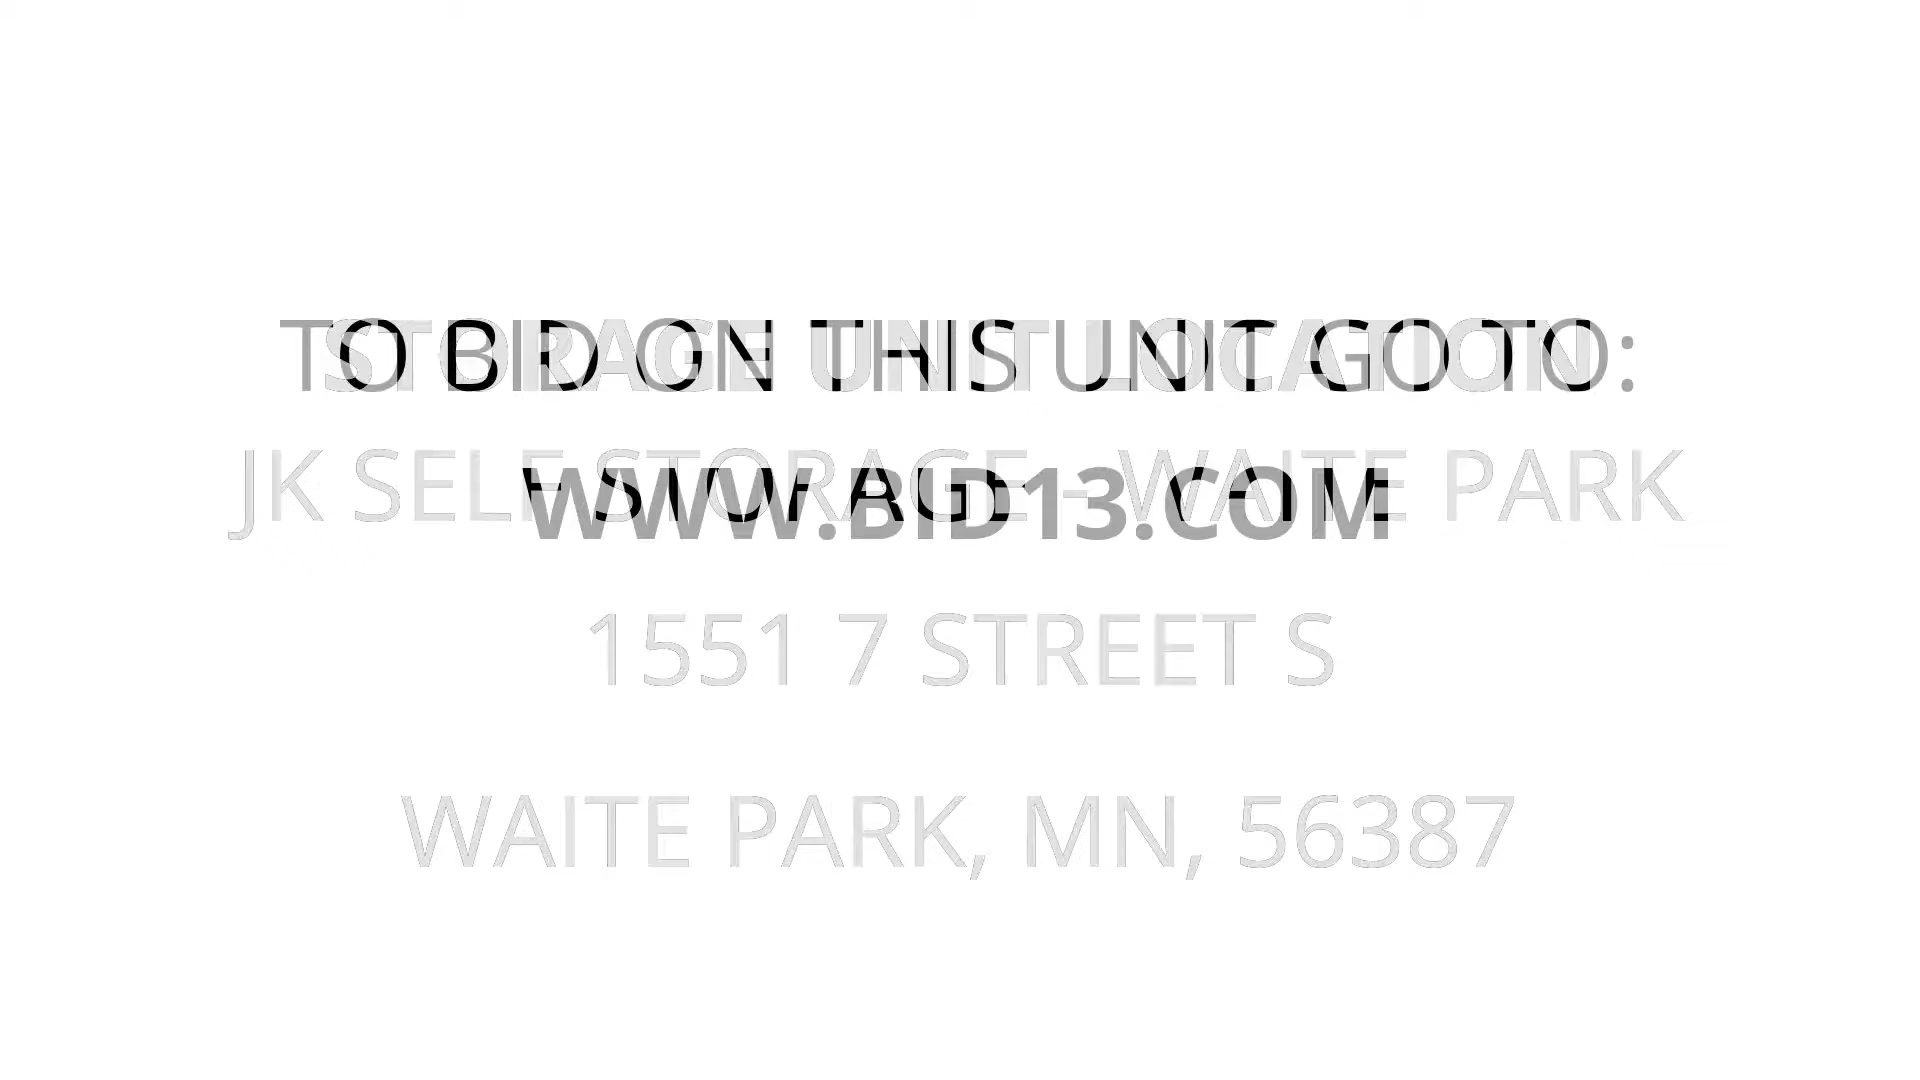 TO BID ON THIS UNIT GO TO:
WWW.BID13.COM
STORAGE UNIT LOCATION
JK SELF STORAGE - WAITE PARK
1551 7 STREET S
WAITE PARK, MN, 56387